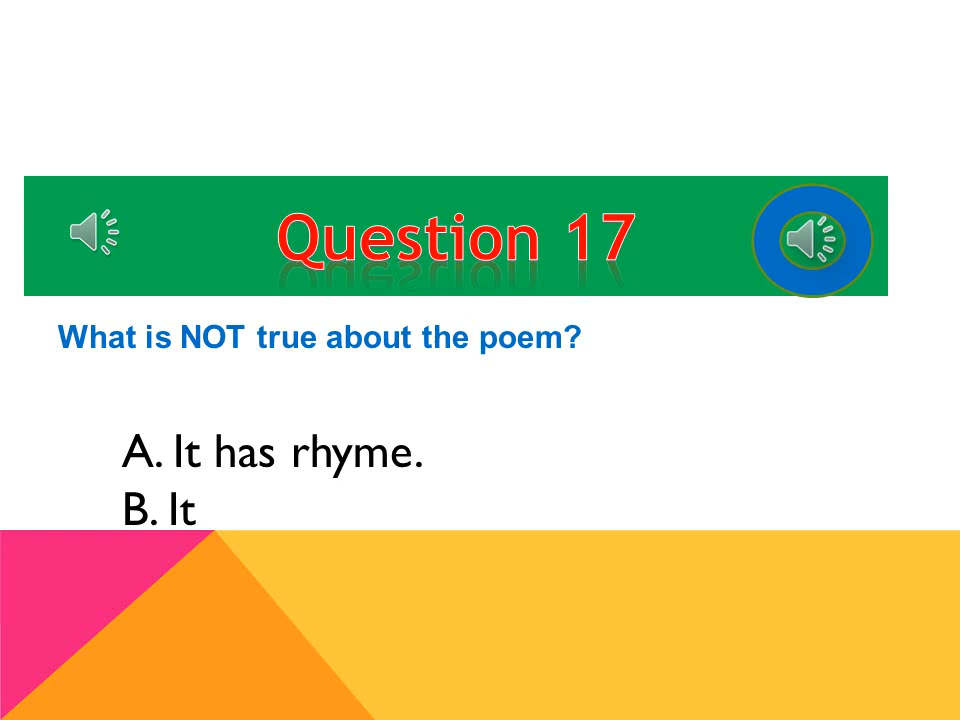 Question 17
What is NOT true about the poem?
A. It has rhyme.
B. It